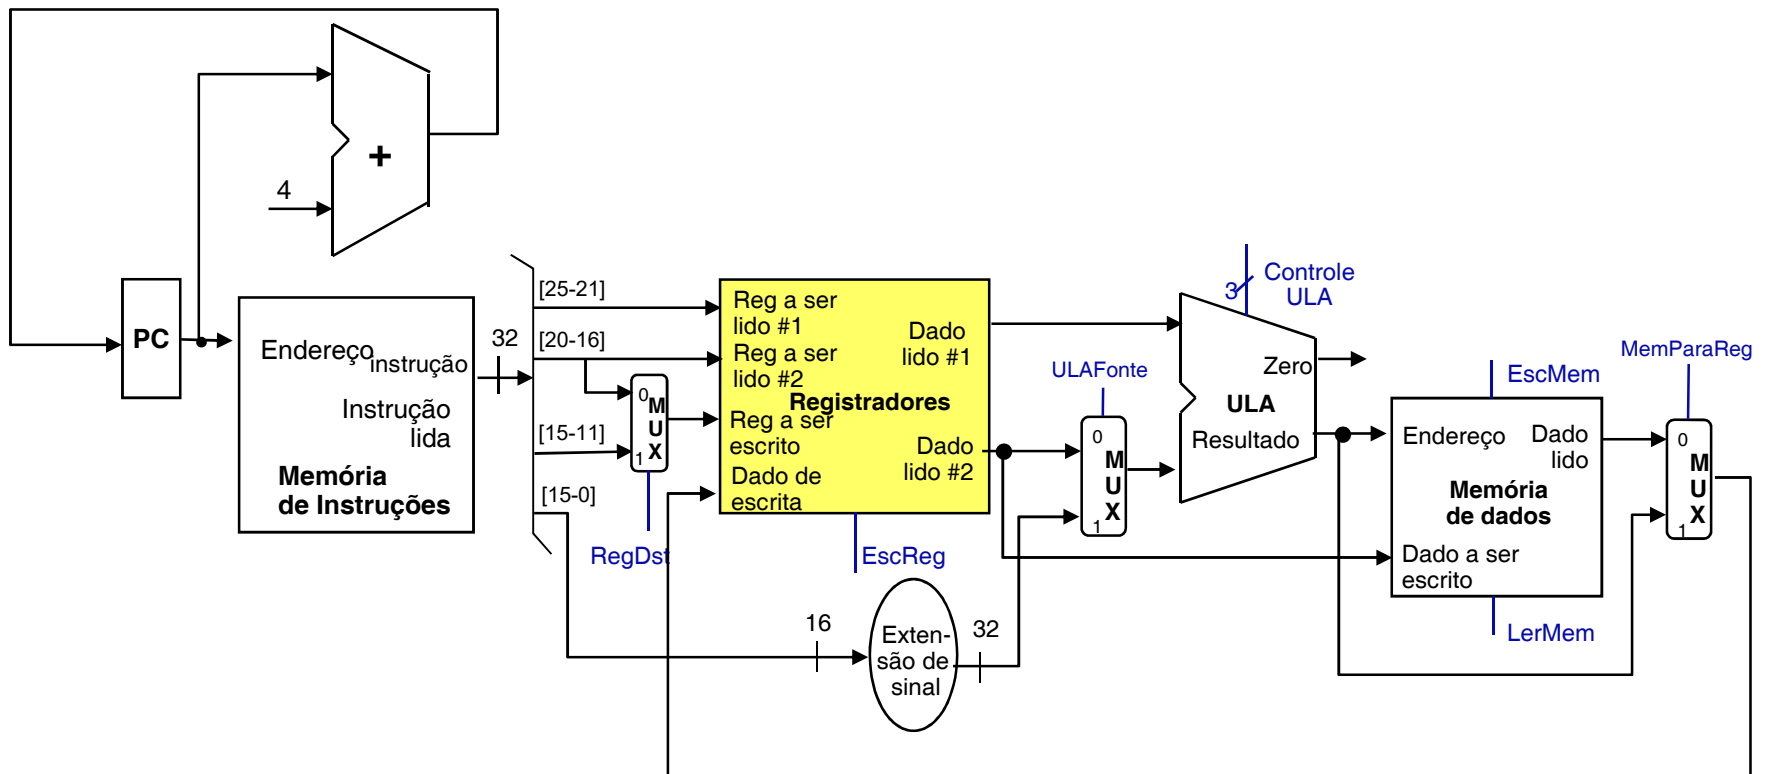 +
4
PC
Endereço
instrução
Instrução
lida
Memória
de Instruções
32
[25-21]
[20-16]
[15-11]
[15-0]
0
M
U
X
1
RegDst
Reg a ser
lido #1
Reg a ser
lido #2
Registradores
Reg a ser
escrito
Dado de
escrita
Dado
lido #1
Dado
lido #2
EscReg
16
Exten-
são de
sinal
32
ULAFonte
0
M
U
X
1
3
Controle
ULA
Zero
ULA
Resultado
EscMem
Endereço
Dado
lido
Memória
de dados
Dado a ser
escrito
LerMem
MemParaReg
0
M
U
X
1